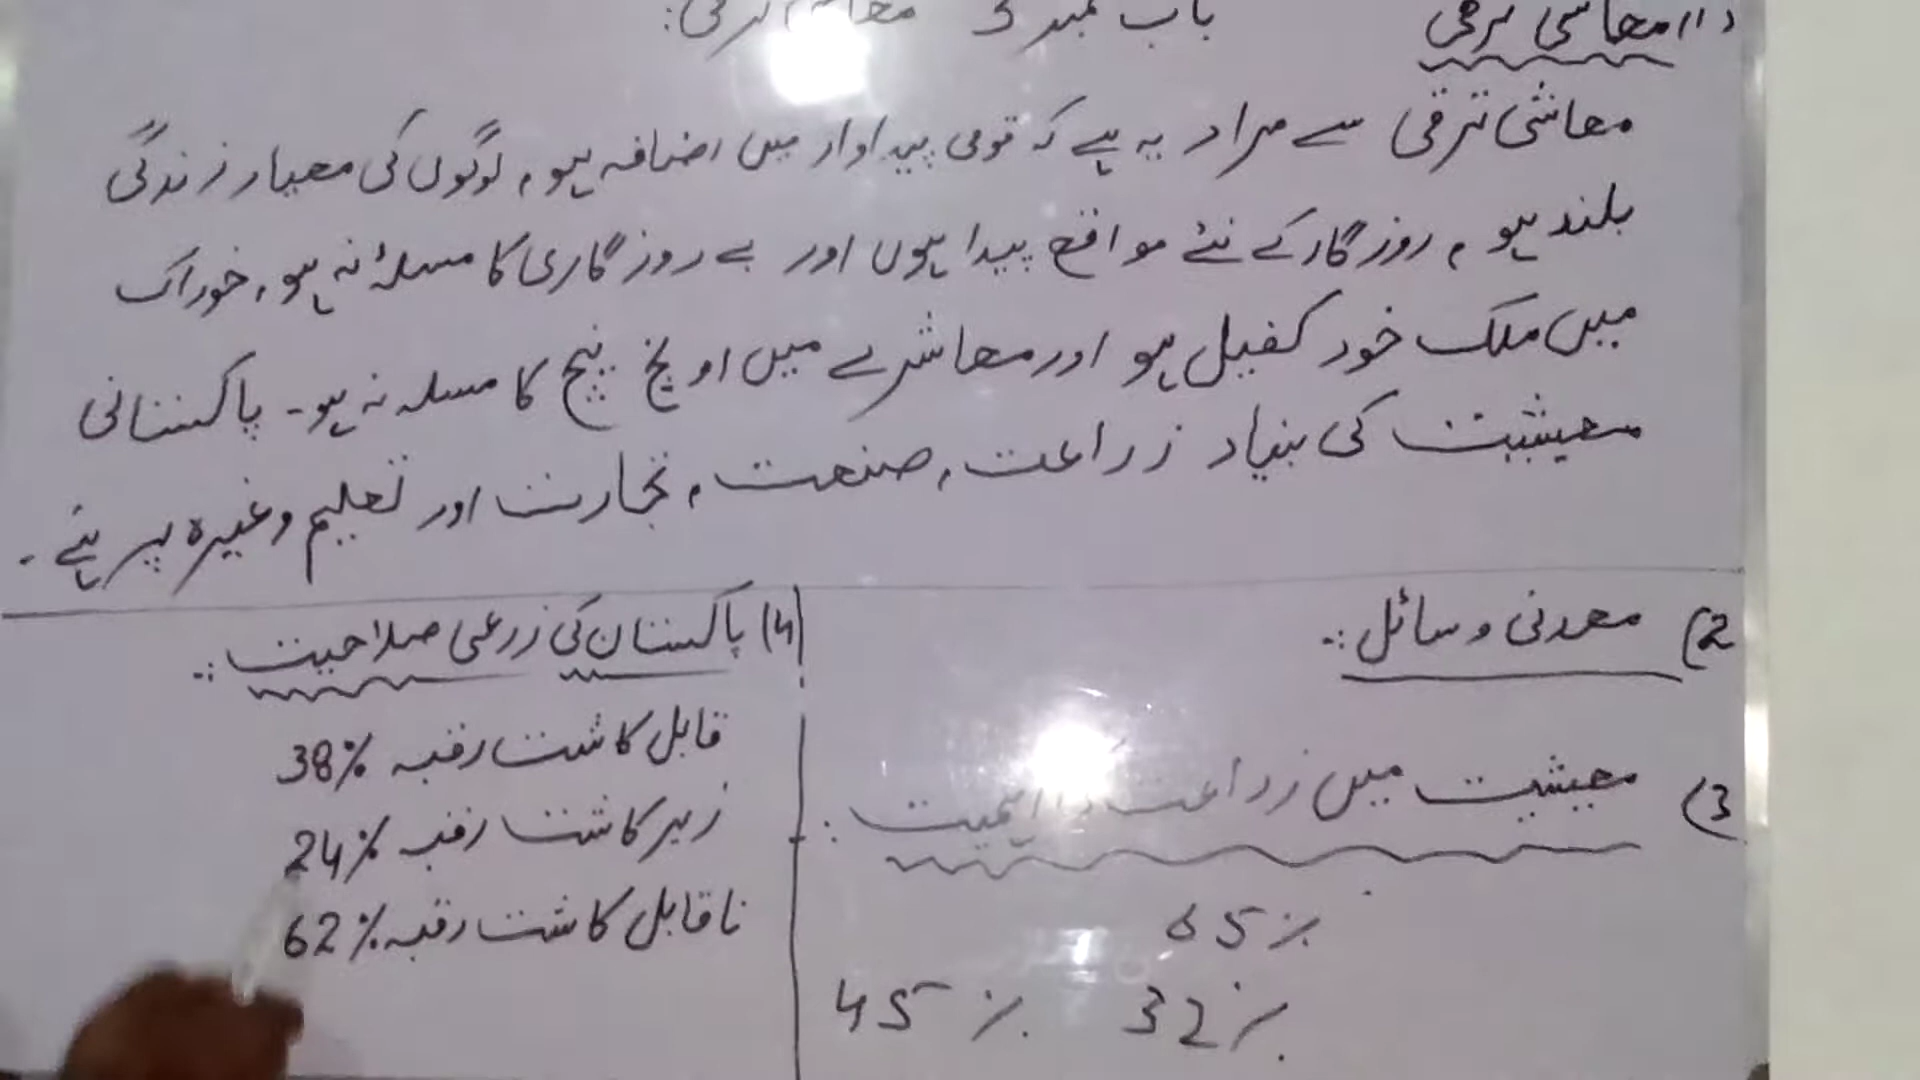 (1) معاشی ترقی
باب نمبر 3 معاشی ترقی:
معاشی ترقی سے مراد یہ ہے کہ قومی پیداوار میں اضافہ ہو، لوگوں کی معیار زندگی
بلند ہو، روزگار کے نئے مواقع پیدا ہوں اور بے روزگاری کا مسئلہ نہ ہو، خوراک
میں ملک خود کفیل ہو اور معاشرے میں اونچ نیچ کا مسلہ نہ ہو۔ پاکستانی
معیشت کی بنیاد زراعت، صنعت، تجارت اور تعلیم وغیرہ پر ہے۔
(2 معدنی وسائل:-
(3 معیشت میں زراعت کی اہمیت:
65%
32% 45%
(4) پاکستان کی زرعی صلاحیت:-
قابل کاشت رقبہ 38%
زیر کاشت رقبہ 24%
ناقابل کاشت رقبہ 62%